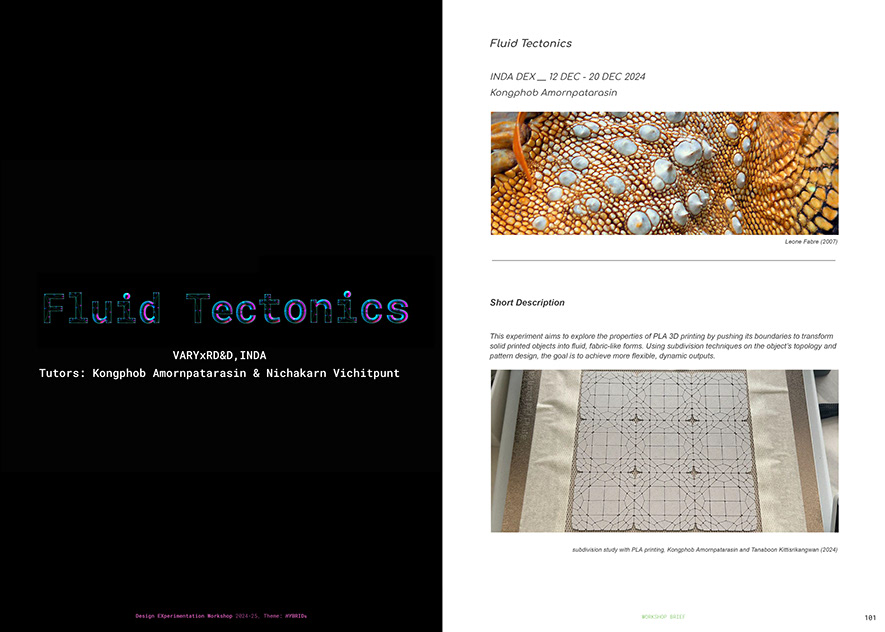 Fluid Tectonics
VARYxRD&D,INDA
Tutors: Kongphob Amornpatarasin & Nichakarn Vichitpunt
Design EXperimentation Workshop 2024-25, Theme: HYBRIDs
Fluid Tectonics
INDA DEX __ 12 DEC - 20 DEC 2024
Kongphob Amornpatarasin
Leone Fabre (2007)
Short Description
This experiment aims to explore the properties of PLA 3D printing by pushing its boundaries to transform
solid printed objects into fluid, fabric-like forms. Using subdivision techniques on the object's topology and
pattern design, the goal is to achieve more flexible, dynamic outputs.
subdivision study with PLA printing, Kongphob Amornpatarasin and Tanaboon Kittisrikangwan (2024)
WORKSHOP BRIEF
101